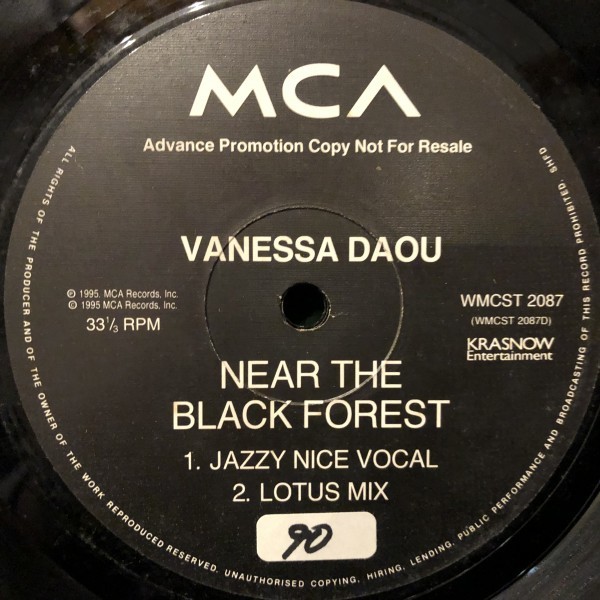 MCA
Advance Promotion Copy Not For Resale
VANESSA DAOU
℗ 1995. MCA Records, Inc.
© 1995 MCA Records, Inc.
33⅓ RPM
WMCST 2087
(WMCST 2087D)
KRASNOW
Entertainment
NEAR THE
BLACK FOREST
1. JAZZY NICE VOCAL
2. LOTUS MIX
90
ALL RIGHTS OF THE PRODUCER AND OF THE OWNER OF THE WORK REPRODUCED RESERVED. UNAUTHORISED COPYING, HIRING, LENDING, PUBLIC PERFORMANCE AND BROADCASTING OF THIS RECORD PROHIBITED. SHFD